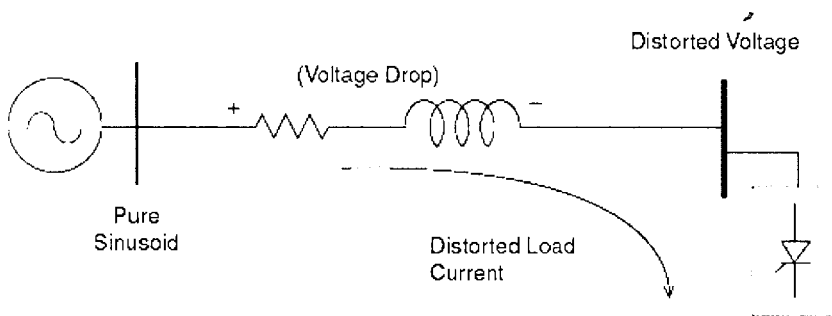 Distorted Voltage
(Voltage Drop)
+
−
Pure
Sinusoid
Distorted Load
Current